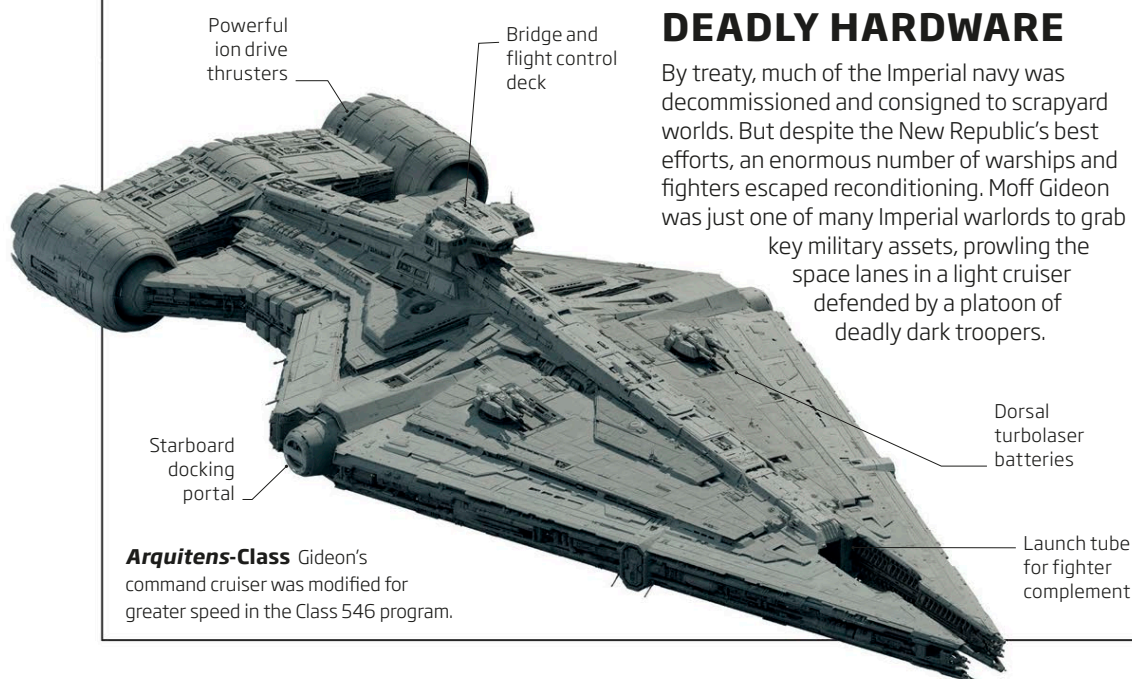 DEADLY HARDWARE
By treaty, much of the Imperial navy was
decommissioned and consigned to scrapyard
worlds. But despite the New Republic’s best
efforts, an enormous number of warships and
fighters escaped reconditioning. Moff Gideon
was just one of many Imperial warlords to grab
key military assets, prowling the
space lanes in a light cruiser
defended by a platoon of
deadly dark troopers.
Powerful
ion drive
thrusters
Bridge and
flight control
deck
Dorsal
turbolaser
batteries
Starboard
docking
portal
Launch tube
for fighter
complement
Arquitens-Class Gideon’s
command cruiser was modified for
greater speed in the Class 546 program.